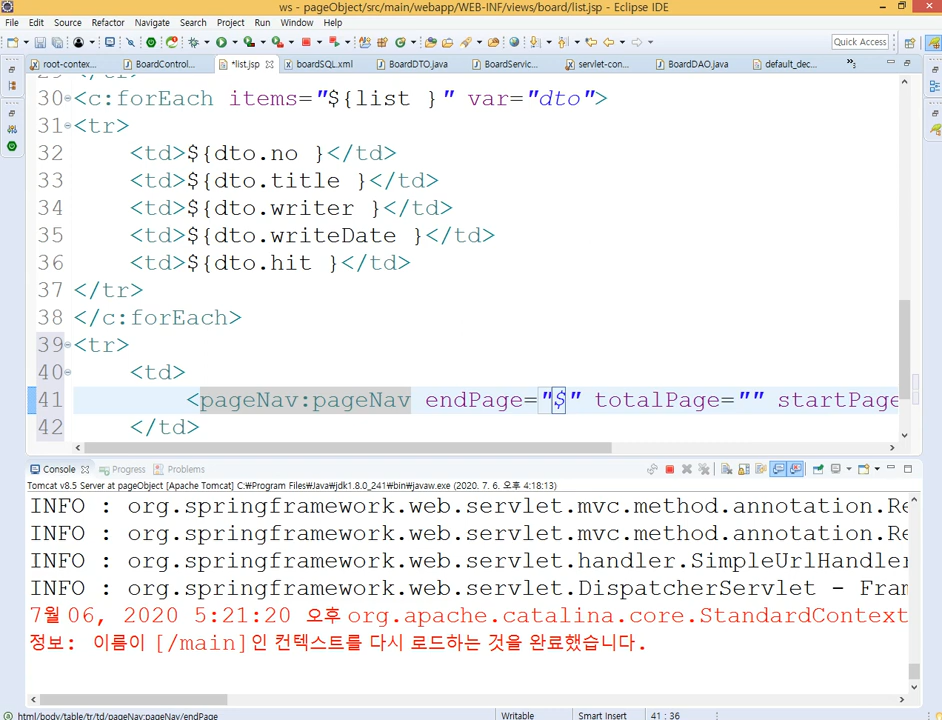 ws - pageObject/src/main/webapp/WEB-INF/views/board/list.jsp - Eclipse IDE
File Edit Source Refactor Navigate Search Project Run Window Help
Quick Access
root-contex... BoardControl... *list.jsp boardSQL.xml BoardDTO.java BoardServic... servlet-con... BoardDAO.java default_dec...
30 <c:forEach items="${list }" var="dto">
31 <tr>
32 <td>${dto.no }</td>
33 <td>${dto.title }</td>
34 <td>${dto.writer }</td>
35 <td>${dto.writeDate }</td>
36 <td>${dto.hit }</td>
37 </tr>
38 </c:forEach>
39 <tr>
40 <td>
41 <pageNav:pageNav endPage="$" totalPage="" startPage
42 </td>
Console Progress Problems
Tomcat v8.5 Server at pageObject [Apache Tomcat] C:\Program Files\Java\jdk1.8.0_241\bin\javaw.exe (2020. 7. 6. 오후 4:18:13)
INFO : org.springframework.web.servlet.mvc.method.annotation.Re
INFO : org.springframework.web.servlet.mvc.method.annotation.Re
INFO : org.springframework.web.servlet.handler.SimpleUrlHandler
INFO : org.springframework.web.servlet.DispatcherServlet - Fram
7월 06, 2020 5:21:20 오후 org.apache.catalina.core.StandardContext
정보: 이름이 [/main]인 컨텍스트를 다시 로드하는 것을 완료했습니다.
html/body/table/tr/td/pageNav:pageNav/endPage Writable Smart Insert 41 : 36